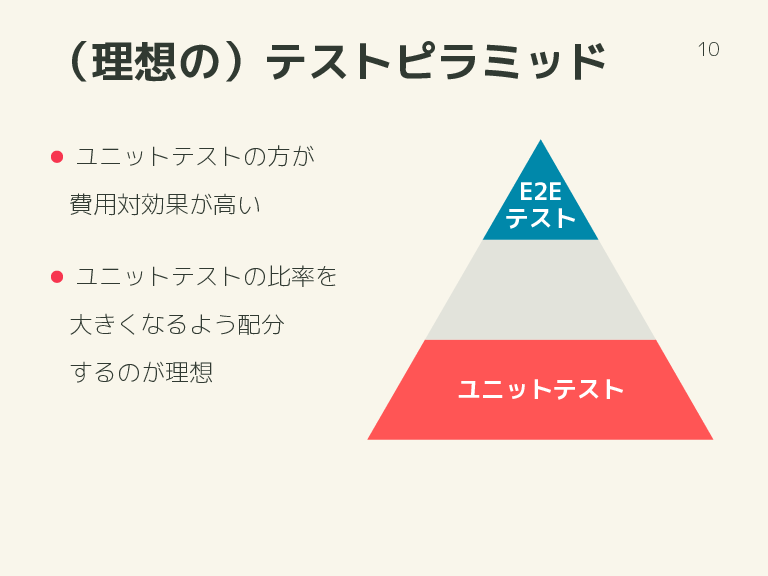 （理想の）テストピラミッド
10
● ユニットテストの方が
費用対効果が高い
● ユニットテストの比率を
大きくなるよう配分
するのが理想
E2E
テスト
ユニットテスト